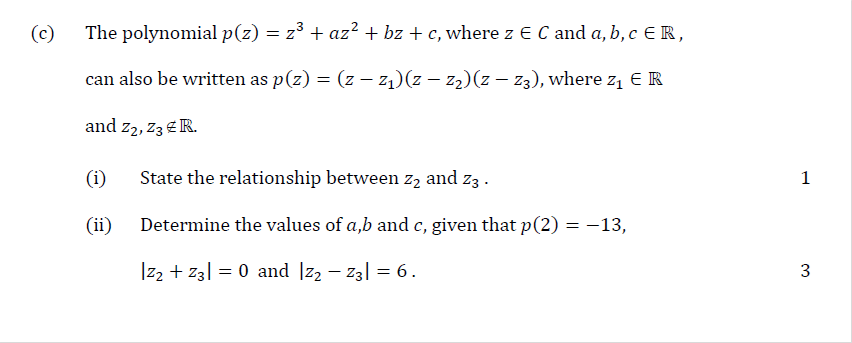 (c) The polynomial p(z) = z³ + az² + bz + c, where z ∈ C and a, b, c ∈ ℝ,
can also be written as p(z) = (z − z₁)(z − z₂)(z − z₃), where z₁ ∈ ℝ
and z₂, z₃ ∉ ℝ.
(i) State the relationship between z₂ and z₃ . 1
(ii) Determine the values of a,b and c, given that p(2) = −13,
|z₂ + z₃| = 0 and |z₂ − z₃| = 6 . 3